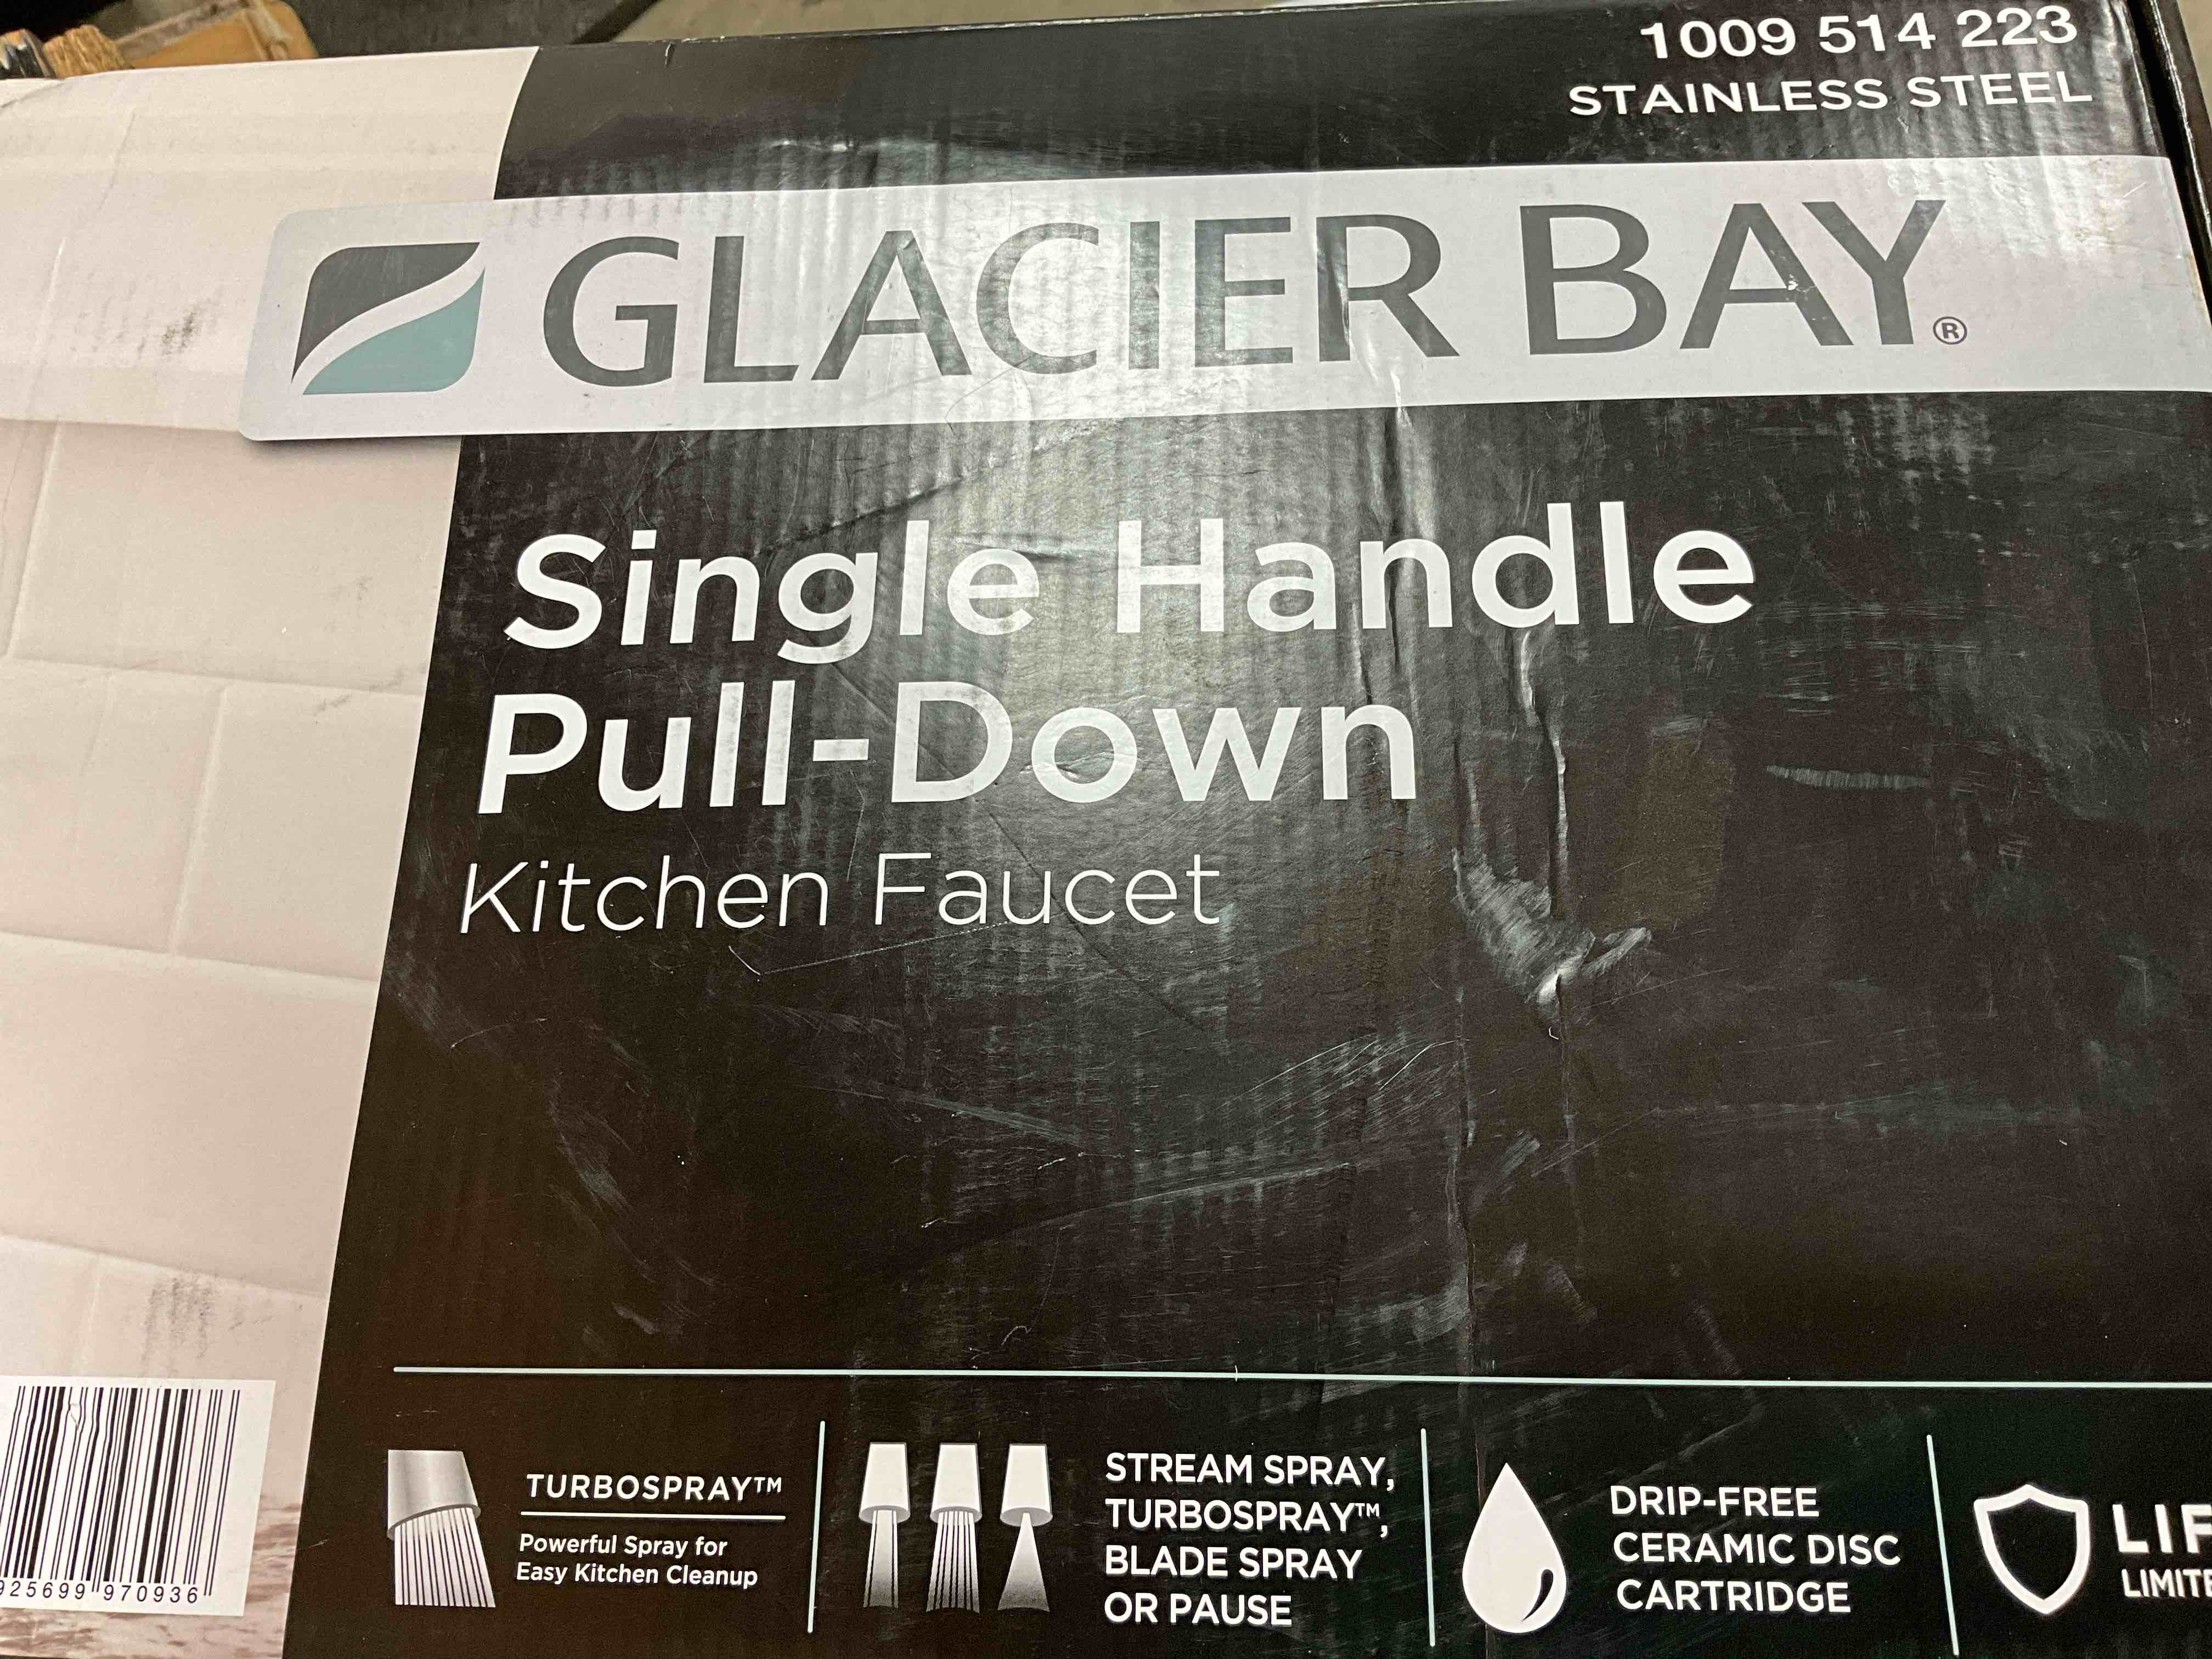 1009 514 223
STAINLESS STEEL
GLACIER BAY®
Single Handle
Pull-Down
Kitchen Faucet
TURBOSPRAY™
Powerful Spray for
Easy Kitchen Cleanup
STREAM SPRAY,
TURBOSPRAY™,
BLADE SPRAY
OR PAUSE
DRIP-FREE
CERAMIC DISC
CARTRIDGE
925699 970936